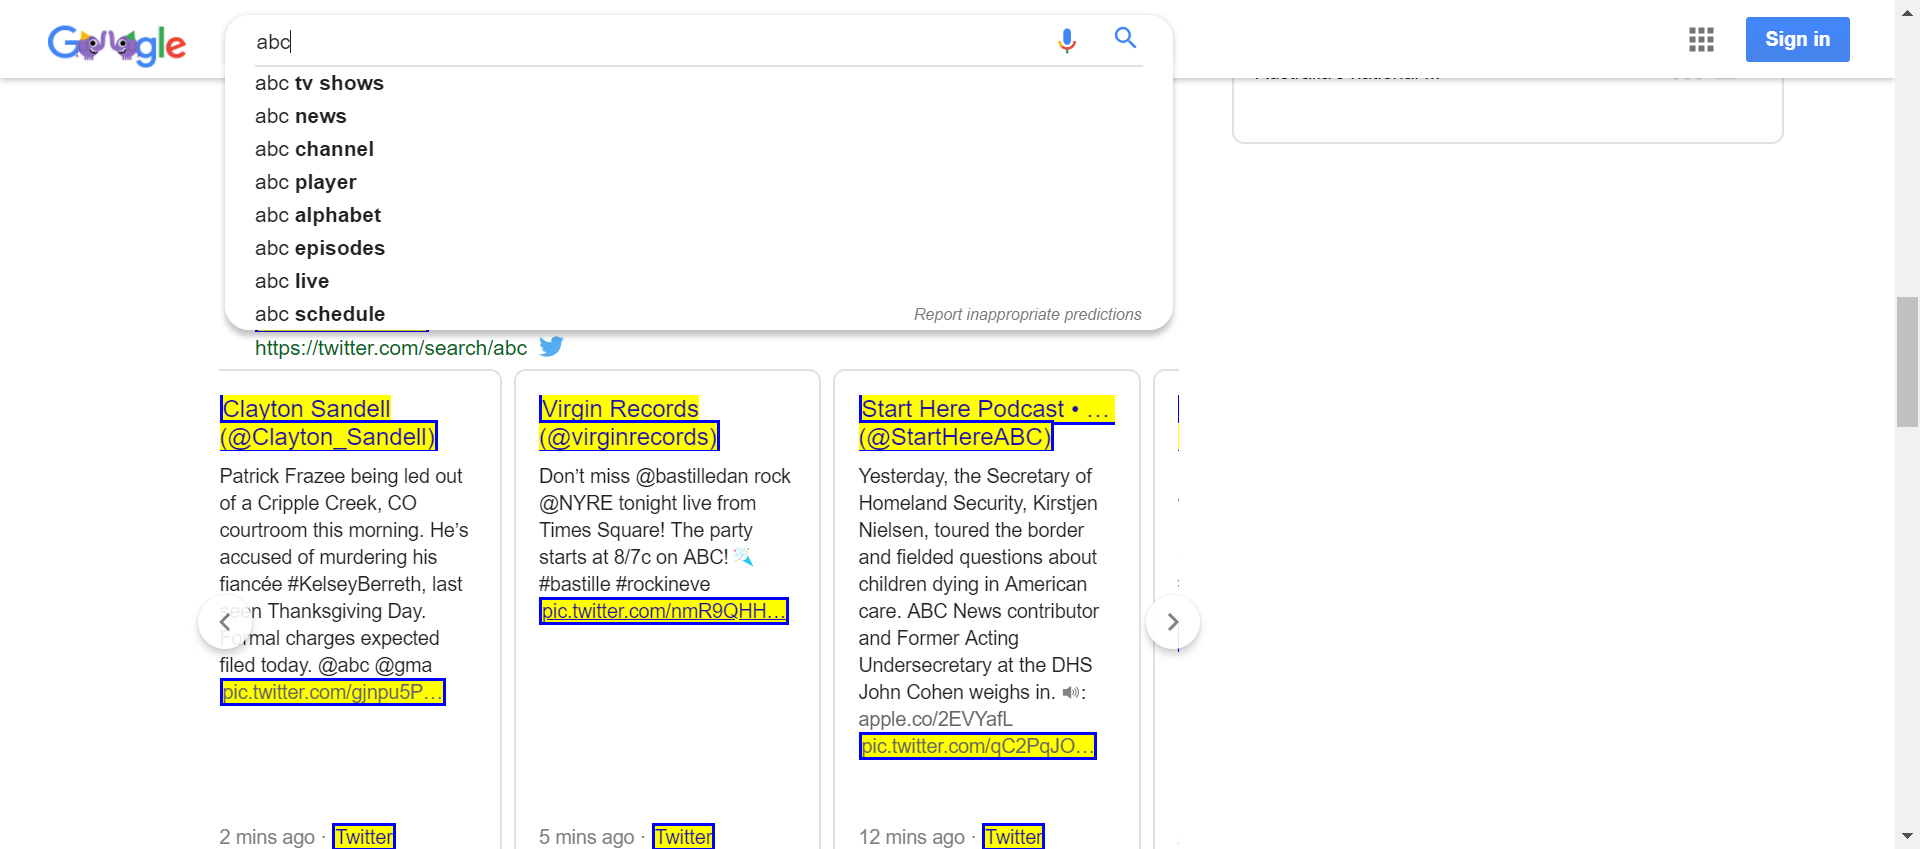 Google
abc
Sign in
abc tv shows
abc news
abc channel
abc player
abc alphabet
abc episodes
abc live
abc schedule
Report inappropriate predictions
https://twitter.com/search/abc
Clayton Sandell
(@Clayton_Sandell)
Patrick Frazee being led out
of a Cripple Creek, CO
courtroom this morning. He’s
accused of murdering his
fiancée #KelseyBerreth, last
seen Thanksgiving Day.
Formal charges expected
filed today. @abc @gma
pic.twitter.com/gjnpu5P…
2 mins ago · Twitter
Virgin Records
(@virginrecords)
Don’t miss @bastilledan rock
@NYRE tonight live from
Times Square! The party
starts at 8/7c on ABC!
#bastille #rockineve
pic.twitter.com/nmR9QHH…
5 mins ago · Twitter
Start Here Podcast • …
(@StartHereABC)
Yesterday, the Secretary of
Homeland Security, Kirstjen
Nielsen, toured the border
and fielded questions about
children dying in American
care. ABC News contributor
and Former Acting
Undersecretary at the DHS
John Cohen weighs in. 🔊:
apple.co/2EVYafL
pic.twitter.com/qC2PqJO…
12 mins ago · Twitter